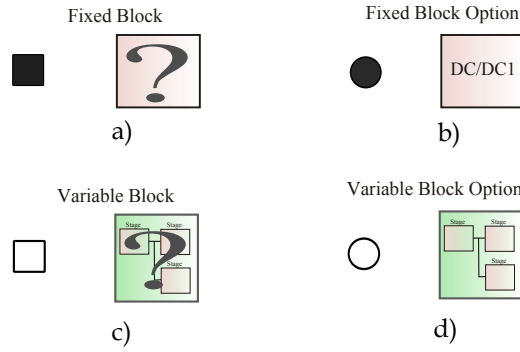 Fixed Block
Fixed Block Option
?
DC/DC1
a)
b)
Variable Block
Variable Block Option
Stage Stage
Stage
?
Stage Stage
Stage
c)
d)